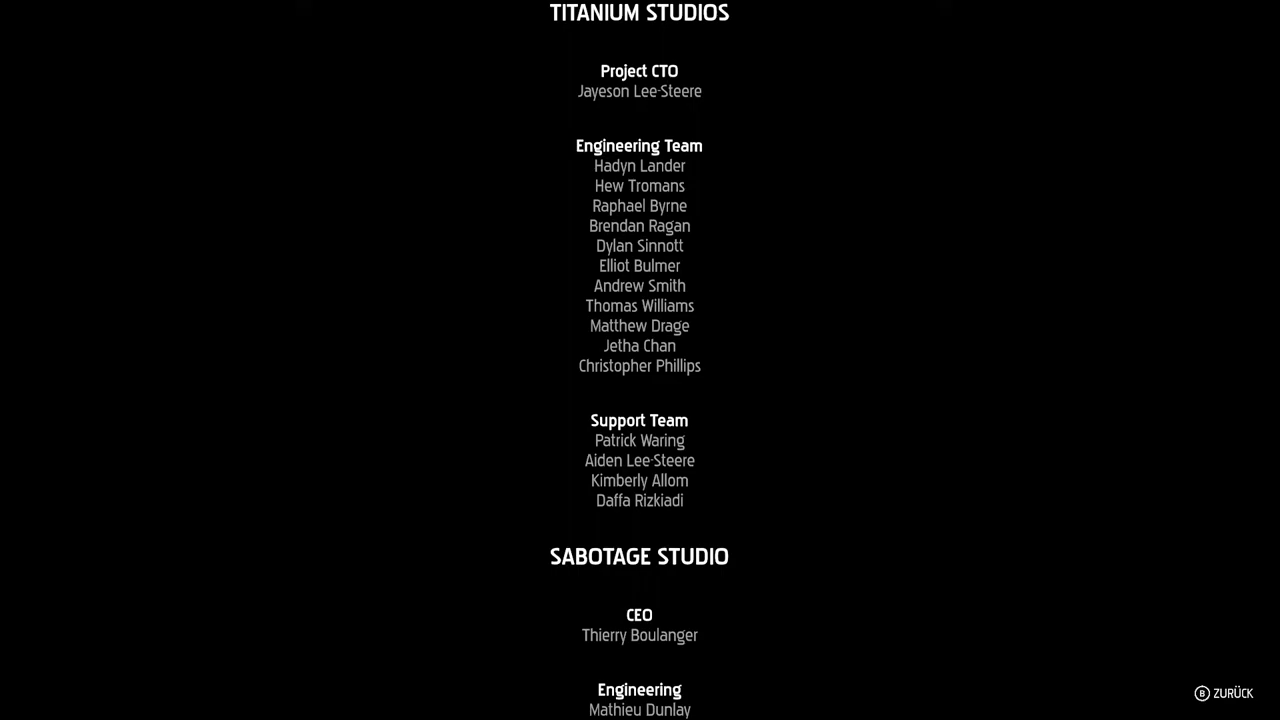 TITANIUM STUDIOS
Project CTO
Jayeson Lee-Steere
Engineering Team
Hadyn Lander
Hew Tromans
Raphael Byrne
Brendan Ragan
Dylan Sinnott
Elliot Bulmer
Andrew Smith
Thomas Williams
Matthew Drage
Jetha Chan
Christopher Phillips
Support Team
Patrick Waring
Aiden Lee-Steere
Kimberly Allom
Daffa Rizkiadi
SABOTAGE STUDIO
CEO
Thierry Boulanger
Engineering
Mathieu Dunlay
B ZURÜCK